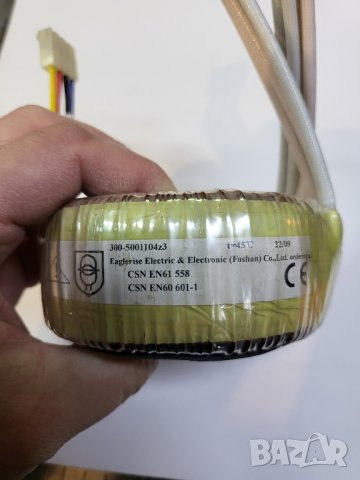 300-5001104z3 t=45°C 22/09
Eaglerise Electric & Electronic (Foshan) Co.,Ltd.
CSN EN61 558
CSN EN60 601-1
CE
BAZAR